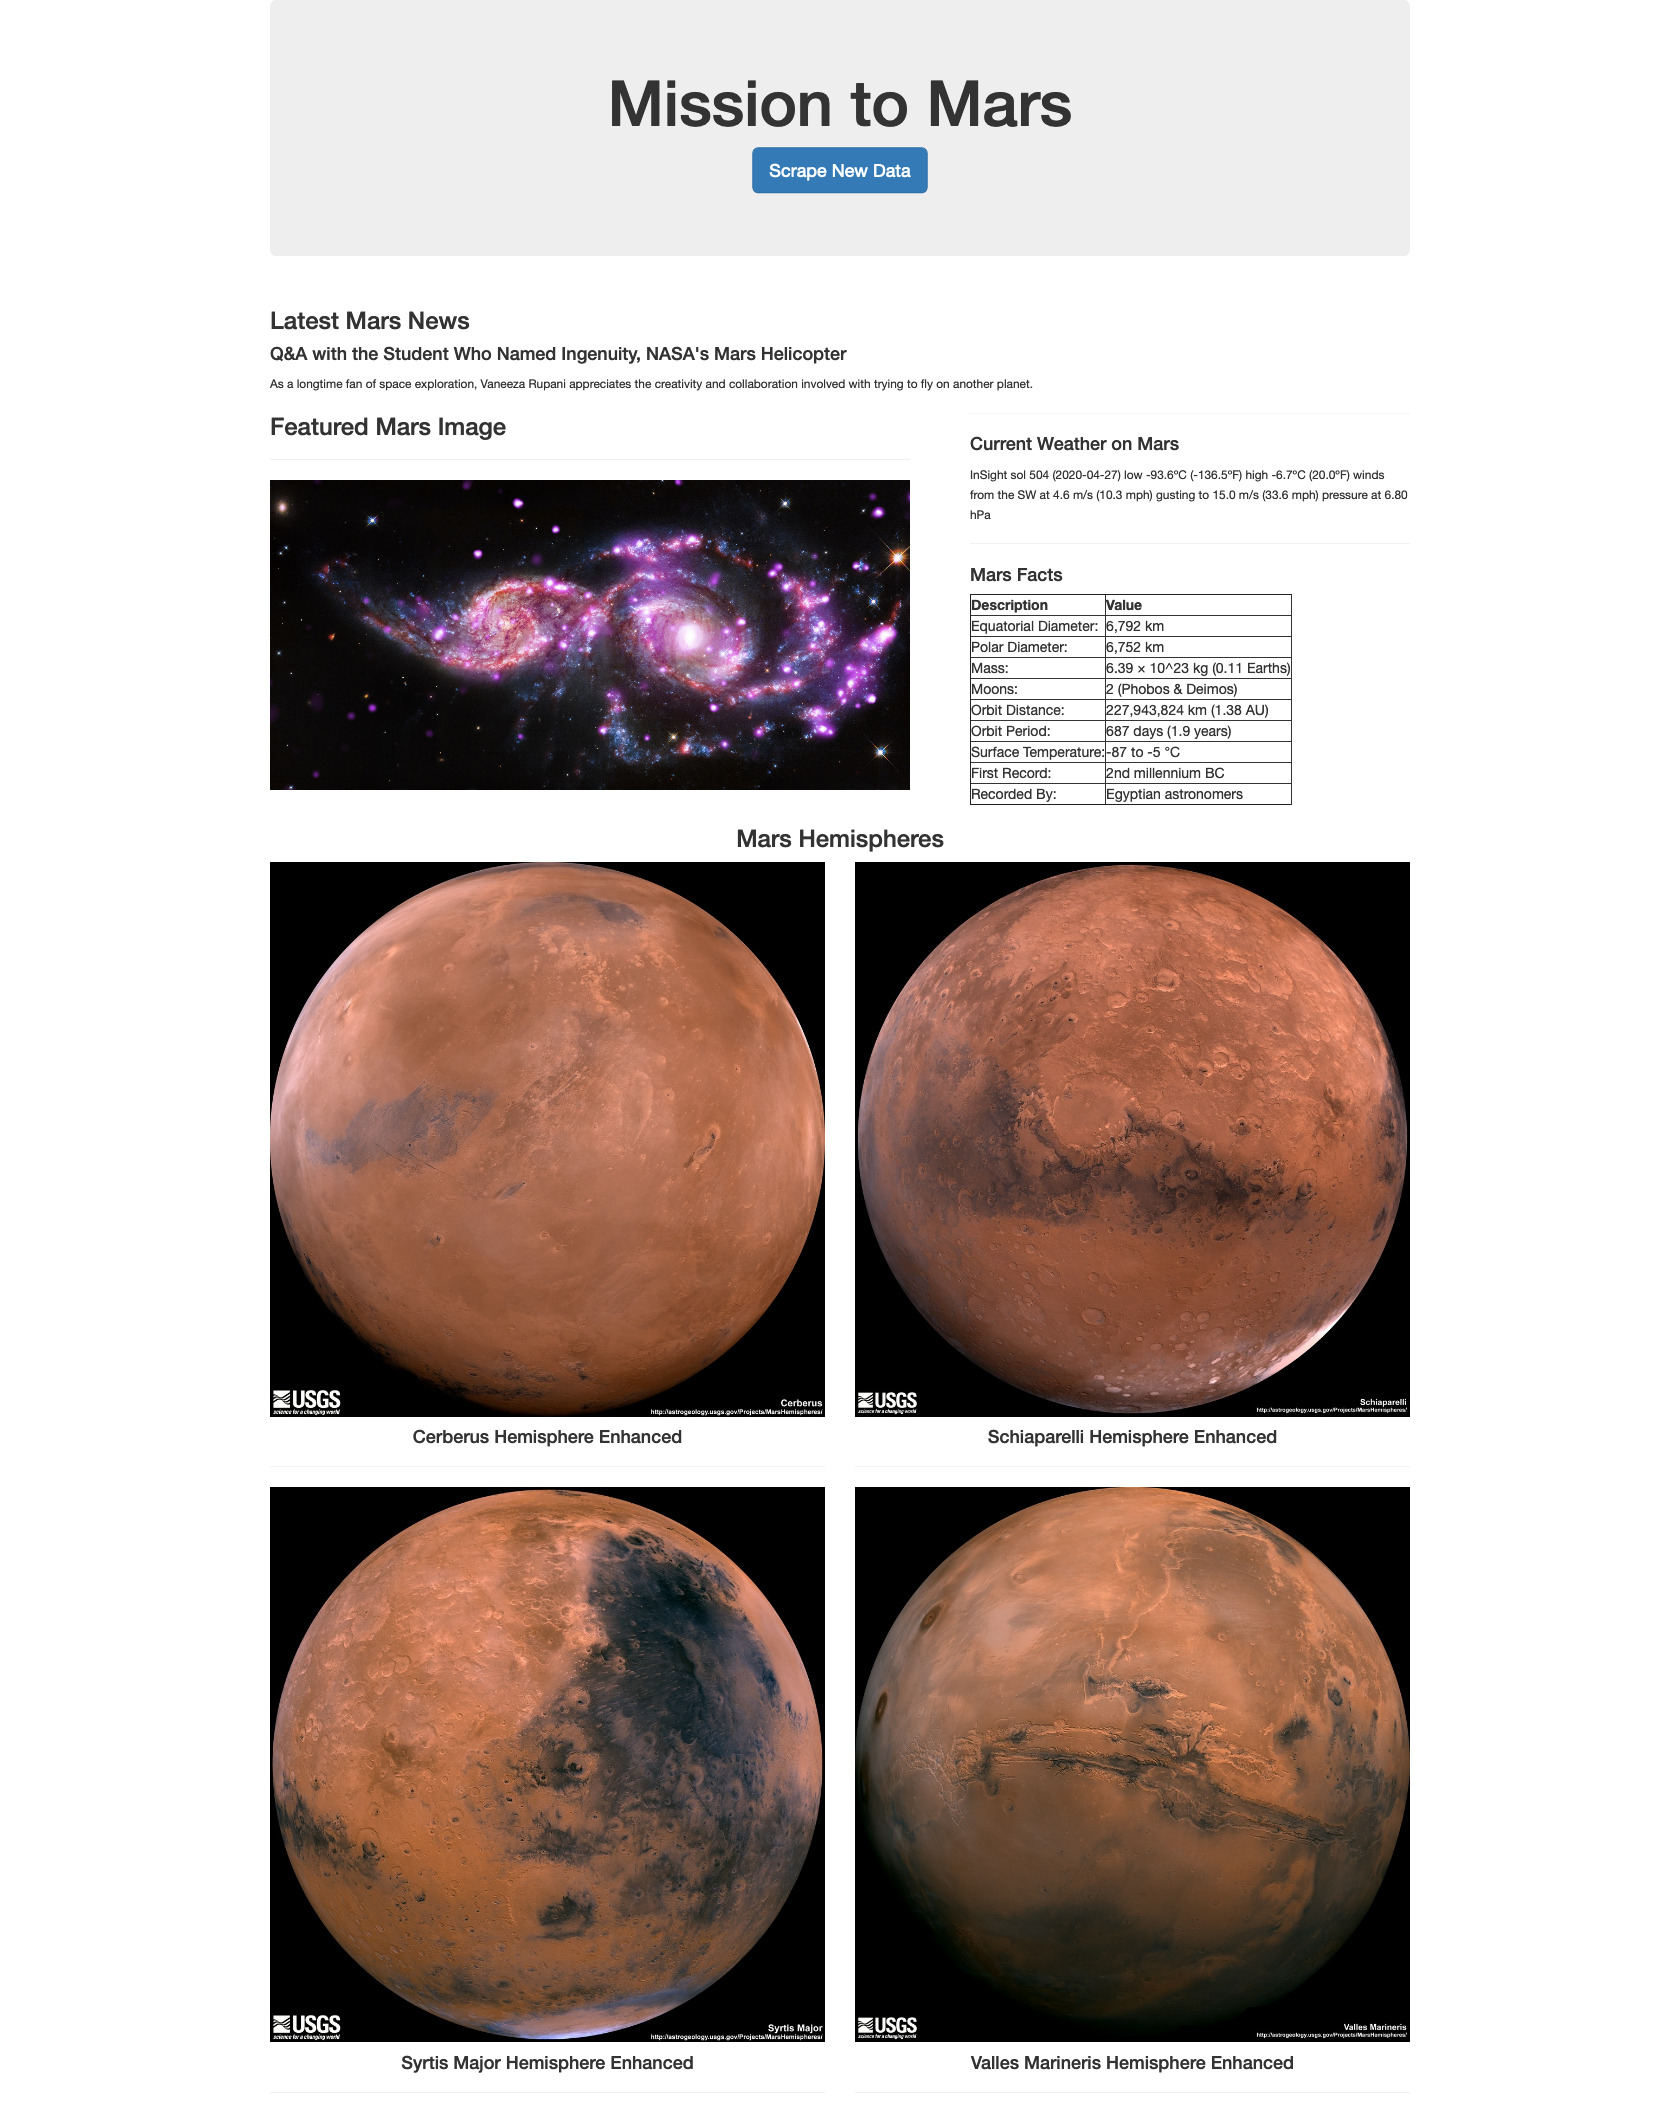 Mission to Mars
Scrape New Data
Latest Mars News
Q&A with the Student Who Named Ingenuity, NASA's Mars Helicopter
As a longtime fan of space exploration, Vaneeza Rupani appreciates the creativity and collaboration involved with trying to fly on another planet.
Featured Mars Image
Current Weather on Mars
InSight sol 504 (2020-04-27) low -93.6ºC (-136.5ºF) high -6.7ºC (20.0ºF) winds
from the SW at 4.6 m/s (10.3 mph) gusting to 15.0 m/s (33.6 mph) pressure at 6.80
hPa
Mars Facts
Description Value
Equatorial Diameter: 6,792 km
Polar Diameter: 6,752 km
Mass: 6.39 × 10^23 kg (0.11 Earths)
Moons: 2 (Phobos & Deimos)
Orbit Distance: 227,943,824 km (1.38 AU)
Orbit Period: 687 days (1.9 years)
Surface Temperature: -87 to -5 °C
First Record: 2nd millennium BC
Recorded By: Egyptian astronomers
Mars Hemispheres
USGS
science for a changing world
Cerberus
http://astrogeology.usgs.gov/Projects/MarsHemispheres/
Cerberus Hemisphere Enhanced
USGS
science for a changing world
Schiaparelli
http://astrogeology.usgs.gov/Projects/MarsHemispheres/
Schiaparelli Hemisphere Enhanced
USGS
science for a changing world
Syrtis Major
http://astrogeology.usgs.gov/Projects/MarsHemispheres/
Syrtis Major Hemisphere Enhanced
USGS
science for a changing world
Valles Marineris
http://astrogeology.usgs.gov/Projects/MarsHemispheres/
Valles Marineris Hemisphere Enhanced